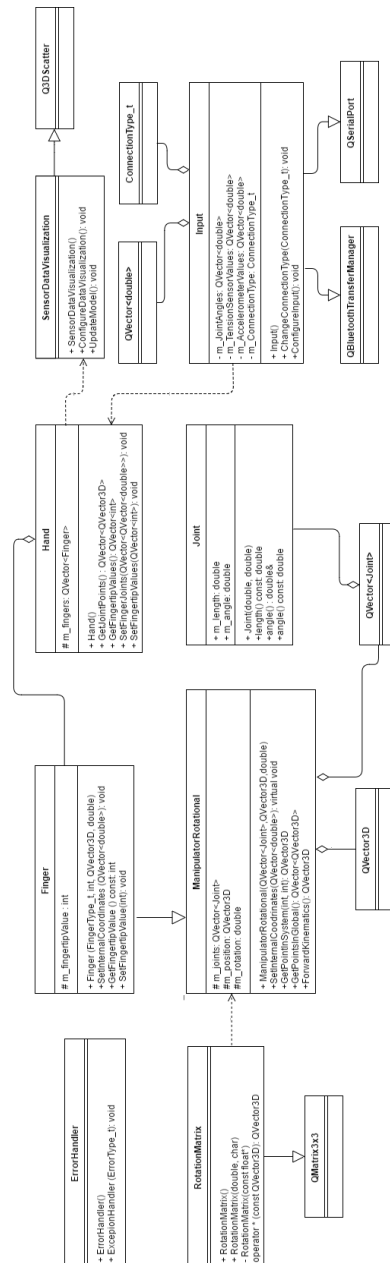 ErrorHandler
+ ErrorHandler()
+ ExcepionHandler (ErrorType_t): void
Finger
# m_fingertipValue : int
+ Finger (FingerType_t, int, QVector3D, double)
+SetInternalCoordinates (QVector<double>): void
+GetFingertipValue () const: int
+ SetFingertipValue(int): void
Hand
# m_fingers: QVector<Finger>
+ Hand()
+ GetJointPoints() : QVector<QVector3D>
+ GetFingertipValues(): QVector<int>
+ SetFingerJoints(QVector<QVector<double>>): void
+ SetFingertipValues(QVector<int>): void
SensorDataVisualization
+ SensorDataVisualization()
+ConfigureDataVisualization(): void
+UpdateModel(): void
Q3DScatter
RotationMatrix
+ RotationMatrix()
+ RotationMatrix(double, char)
- RotationMatrix(const float*)
operator * (const QVector3D): QVector3D
QMatrix3x3
ManipulatorRotational
# m_joints: QVector<Joint>
#m_position: QVector3D
#m_rotation: double
+ ManipulatorRotational(QVector<Joint>,QVector3D,double)
+SetInternalCoodrinates(QVector<double>): virtual void
+GetPointInSystem(int, int): QVector3D
+GetPointsInGlobal(): QVector<QVector3D>
+ForwardKinematics(): QVector3D
QVector3D
Joint
+ m_length: double
+ m_angle: double
+ Joint(double, double)
+length() const: double
+angle() : double&
+angle() const: double
QVector<Joint>
QVector<double>
ConnectionType_t
Input
- m_JointAngles: QVector<double>
- m_TensionSensorValues: QVector<double>
- m_AccelerometerValues: QVector<double>
- m_ConnectionType: ConnectionType_t
+ Input()
+ ChangeConnectionType(ConnectionType_t): void
+ConfigureInput(): void
QBluetoothTransferManager
QSerialPort